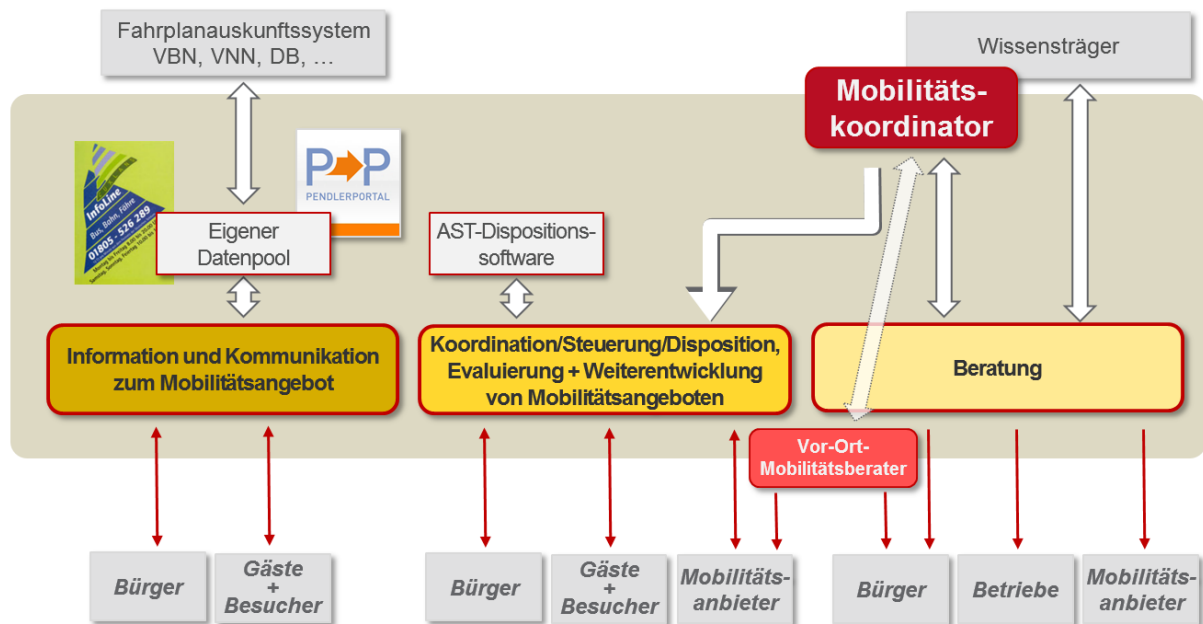 Fahrplanauskunftssystem
VBN, VNN, DB, …
Wissensträger
Mobilitäts-
koordinator
InfoLine
Bus, Bahn, Fähre
01805 - 526 289
P P
PENDLERPORTAL
Eigener
Datenpool
AST-Dispositions-
software
Information und Kommunikation
zum Mobilitätsangebot
Koordination/Steuerung/Disposition,
Evaluierung + Weiterentwicklung
von Mobilitätsangeboten
Beratung
Vor-Ort-
Mobilitätsberater
Bürger
Gäste
+
Besucher
Bürger
Gäste
+
Besucher
Mobilitäts-
anbieter
Bürger
Betriebe
Mobilitäts-
anbieter